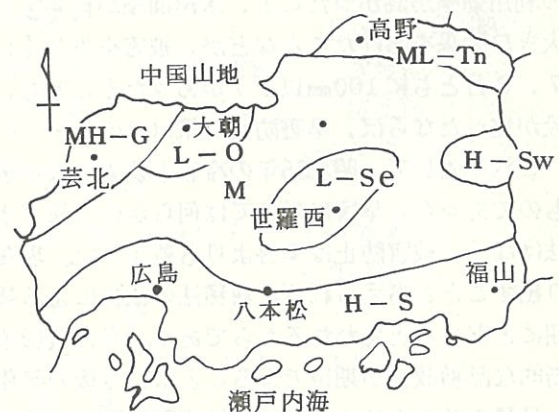 高野
ML-Tn
中国山地
大朝
MH-G
L-O
H-Sw
芸北
L-Se
M
世羅西
広島
福山
八本松
H-S
瀬戸内海